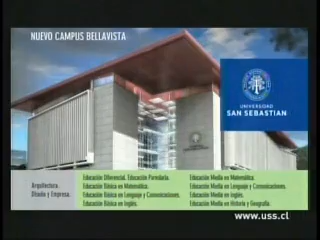 NUEVO CAMPUS BELLAVISTA
UNIVERSIDAD
SAN SEBASTIAN
Arquitectura.
Diseño y Empresa.
Educación Diferencial. Educación Parvularia.
Educación Básica en Matemática.
Educación Básica en Lenguaje y Comunicaciones.
Educación Básica en Inglés.
Educación Media en Matemática.
Educación Media en Lenguaje y Comunicaciones.
Educación Media en Inglés.
Educación Media en Historia y Geografía.
www.uss.cl